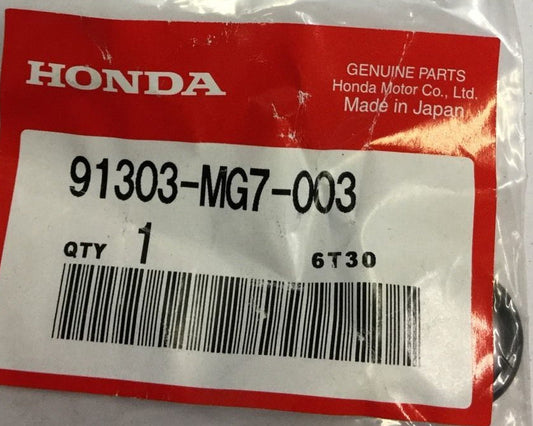 HONDA
GENUINE PARTS
Honda Motor Co., Ltd.
Made in Japan
91303-MG7-003
QTY 1 6T30